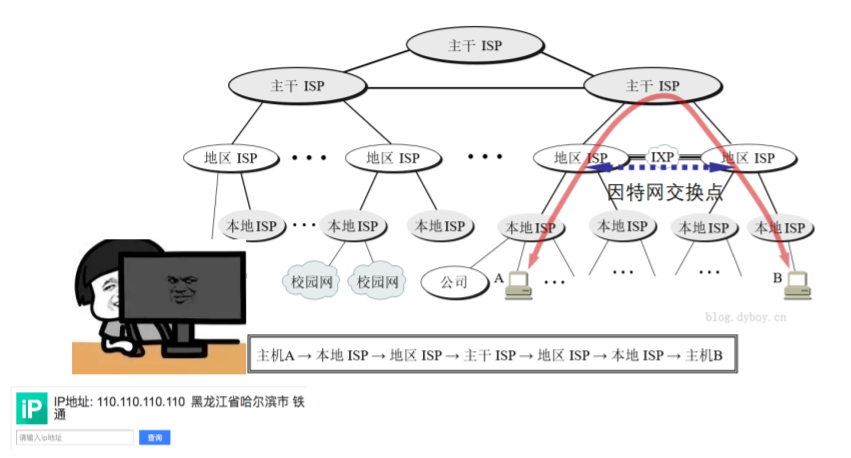 主干 ISP
主干 ISP
主干 ISP
地区 ISP
地区 ISP
地区 ISP
IXP
地区 ISP
因特网交换点
本地ISP
本地ISP
本地ISP
本地ISP
本地ISP
本地ISP
本地ISP
校园网
校园网
公司
A
B
blog.dyboy.cn
主机A→本地 ISP→地区 ISP→主干 ISP→地区 ISP→本地 ISP→主机B
iP
IP地址: 110.110.110.110 黑龙江省哈尔滨市 铁
通
请输入ip地址
查询